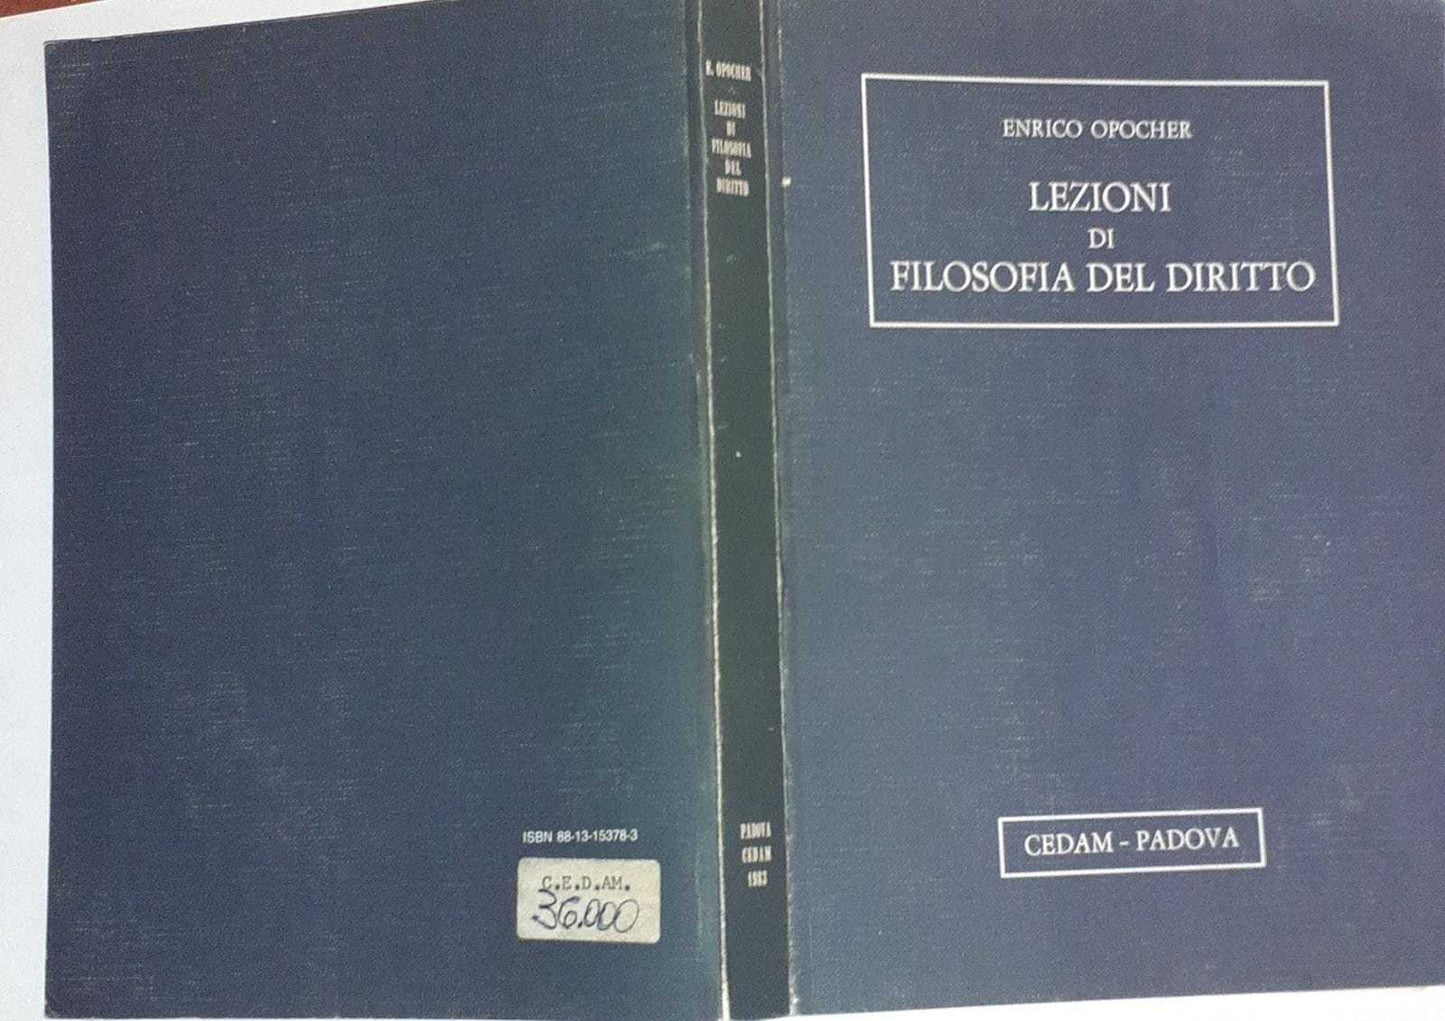 ENRICO OPOCHER
LEZIONI
DI
FILOSOFIA DEL DIRITTO
CEDAM - PADOVA
E. OPOCHER
LEZIONI
DI
FILOSOFIA
DEL
DIRITTO
PADOVA
CEDAM
1983
ISBN 88-13-15378-3
C.E.D.AM.
36.000